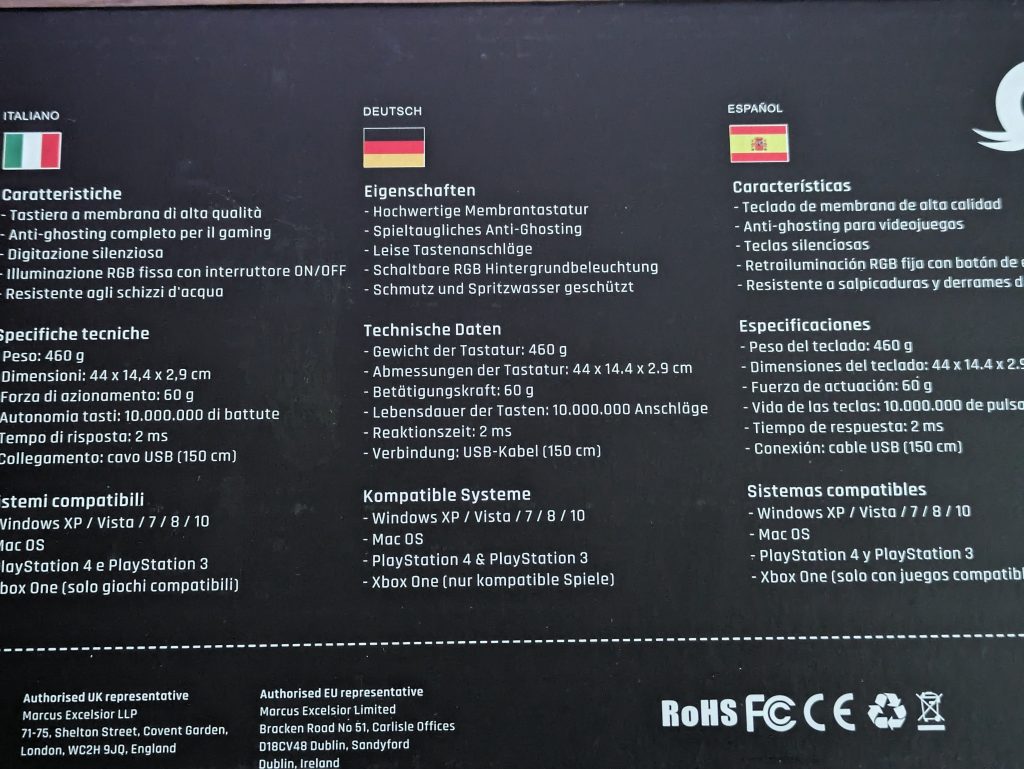 ITALIANO
Caratteristiche
- Tastiera a membrana di alta qualità
- Anti-ghosting completo per il gaming
- Digitazione silenziosa
- Illuminazione RGB fissa con interruttore ON/OFF
- Resistente agli schizzi d'acqua
Specifiche tecniche
Peso: 460 g
Dimensioni: 44 x 14,4 x 2,9 cm
Forza di azionamento: 60 g
Autonomia tasti: 10.000.000 di battute
Tempo di risposta: 2 ms
Collegamento: cavo USB (150 cm)
istemi compatibili
Windows XP / Vista / 7 / 8 / 10
Mac OS
PlayStation 4 e PlayStation 3
box One (solo giochi compatibili)
DEUTSCH
Eigenschaften
- Hochwertige Membrantastatur
- Spieltaugliches Anti-Ghosting
- Leise Tastenanschläge
- Schaltbare RGB Hintergrundbeleuchtung
- Schmutz und Spritzwasser geschützt
Technische Daten
- Gewicht der Tastatur: 460 g
- Abmessungen der Tastatur: 44 x 14.4 x 2.9 cm
- Betätigungskraft: 60 g
- Lebensdauer der Tasten: 10.000.000 Anschläge
- Reaktionszeit: 2 ms
- Verbindung: USB-Kabel (150 cm)
Kompatible Systeme
- Windows XP / Vista / 7 / 8 / 10
- Mac OS
- PlayStation 4 & PlayStation 3
- Xbox One (nur kompatible Spiele)
ESPAÑOL
Características
- Teclado de membrana de alta calidad
- Anti-ghosting para videojuegos
- Teclas silenciosas
- Retroiluminación RGB fija con botón de
- Resistente a salpicaduras y derrames
Especificaciones
- Peso del teclado: 460 g
- Dimensiones del teclado: 44 x 14.4 x 2.9
- Fuerza de actuación: 60 g
- Vida de las teclas: 10.000.000 de pulsa
- Tiempo de respuesta: 2 ms
- Conexión: cable USB (150 cm)
Sistemas compatibles
- Windows XP / Vista / 7 / 8 / 10
- Mac OS
- PlayStation 4 y PlayStation 3
- Xbox One (solo con juegos compatibl
Authorised UK representative
Marcus Excelsior LLP
71-75, Shelton Street, Covent Garden,
London, WC2H 9JQ, England
Authorised EU representative
Marcus Excelsior Limited
Bracken Road No 51, Carlisle Offices
D18CV48 Dublin, Sandyford
Dublin, Ireland
RoHS FC CE